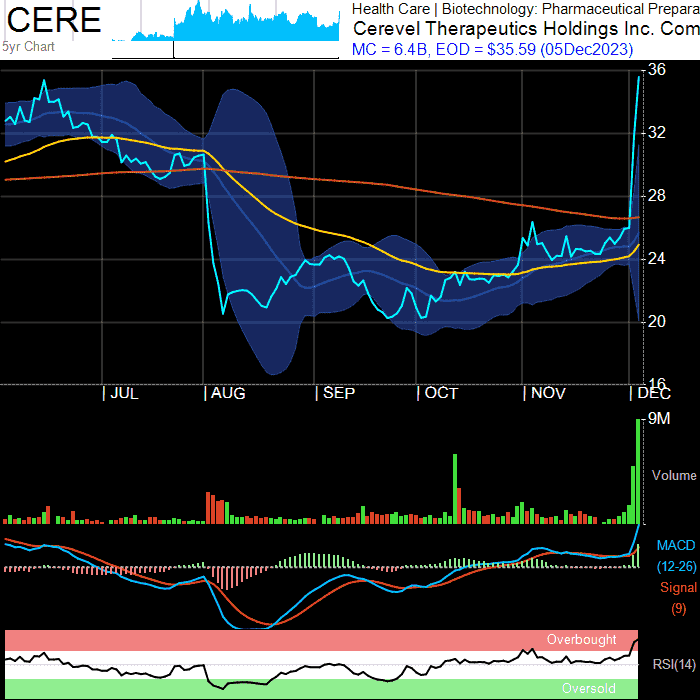 CERE
5yr Chart
Health Care | Biotechnology: Pharmaceutical Prepara
Cerevel Therapeutics Holdings Inc. Com
MC = 6.4B, EOD = $35.59 (05Dec2023)
36
32
28
24
20
16
| JUL | AUG | SEP | OCT | NOV | DEC
9M
Volume
MACD
(12-26)
Signal
(9)
Overbought
RSI(14)
Oversold